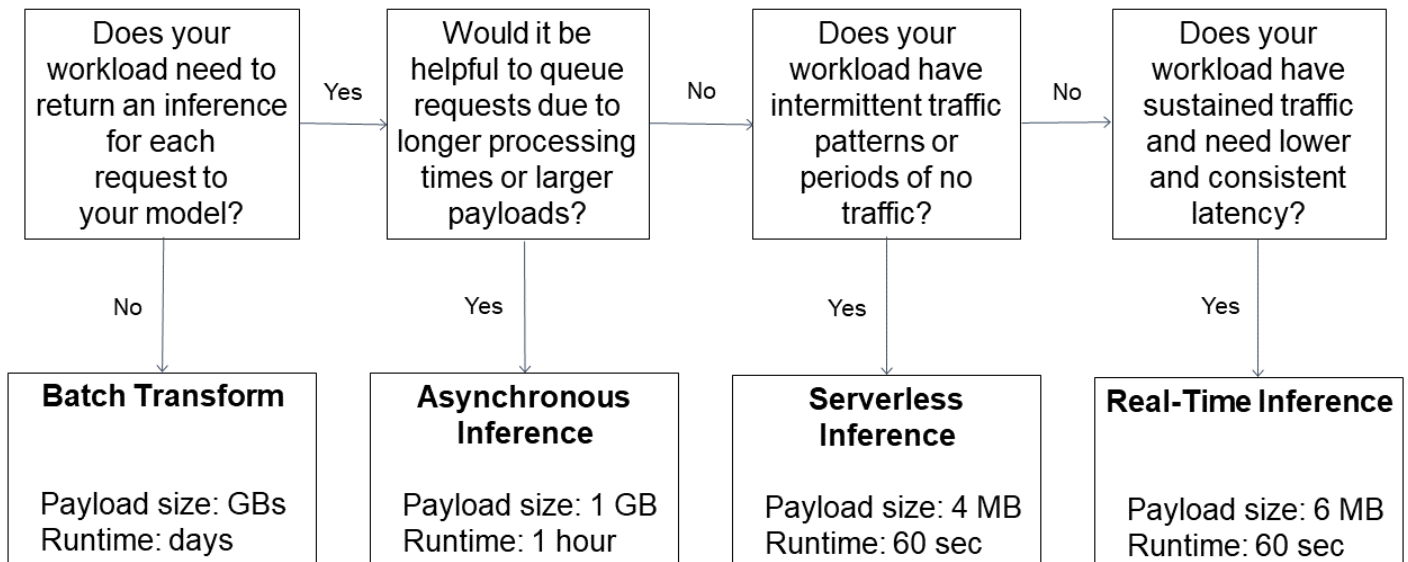 Does your
workload need to
return an inference
for each
request to
your model?
Yes
Would it be
helpful to queue
requests due to
longer processing
times or larger
payloads?
No
Does your
workload have
intermittent traffic
patterns or
periods of no
traffic?
No
Does your
workload have
sustained traffic
and need lower
and consistent
latency?
No
Yes
Yes
Yes
Batch Transform
Payload size: GBs
Runtime: days
Asynchronous
Inference
Payload size: 1 GB
Runtime: 1 hour
Serverless
Inference
Payload size: 4 MB
Runtime: 60 sec
Real-Time Inference
Payload size: 6 MB
Runtime: 60 sec